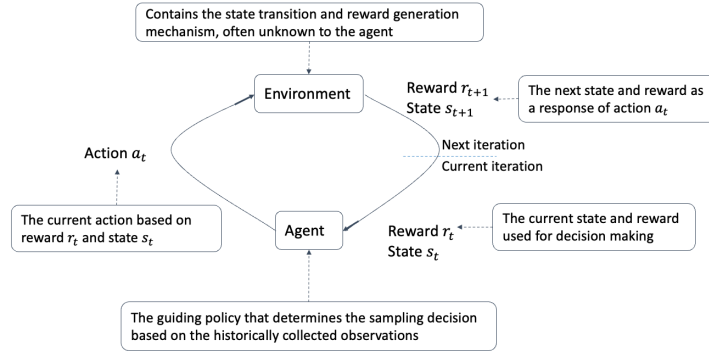 Contains the state transition and reward generation
mechanism, often unknown to the agent
Environment
Reward r_{t+1}
State s_{t+1}
The next state and reward as
a response of action a_t
Next iteration
Current iteration
Action a_t
The current action based on
reward r_t and state s_t
Agent
Reward r_t
State s_t
The current state and reward
used for decision making
The guiding policy that determines the sampling decision
based on the historically collected observations